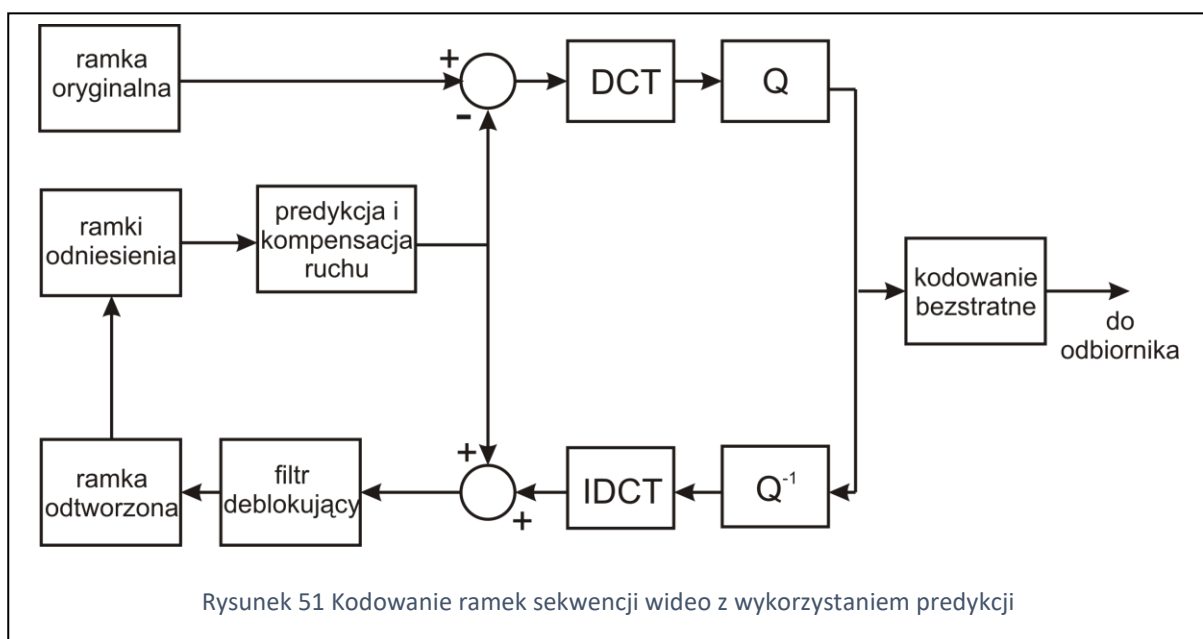 ramka
oryginalna
+
-
DCT
Q
ramki
odniesienia
predykcja i
kompensacja
ruchu
kodowanie
bezstratne
do
odbiornika
ramka
odtworzona
filtr
deblokujący
+
+
IDCT
Q⁻¹
Rysunek 51 Kodowanie ramek sekwencji wideo z wykorzystaniem predykcji